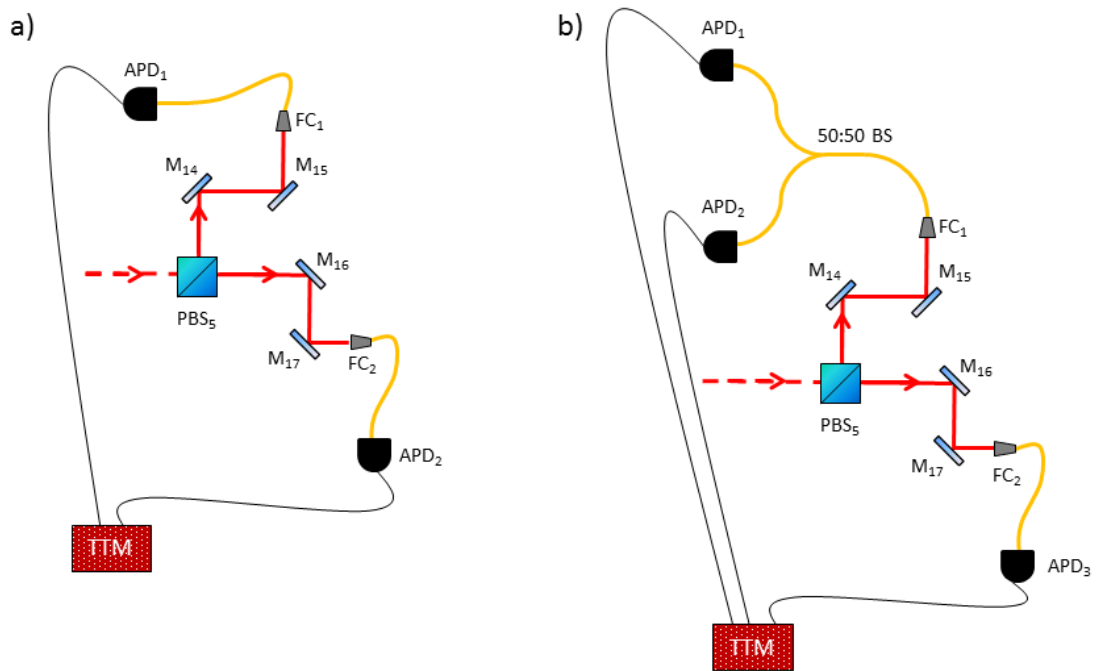 a)
APD₁
FC₁
M₁₄
M₁₅
M₁₆
PBS₅
M₁₇
FC₂
APD₂
TTM
b)
APD₁
50:50 BS
APD₂
FC₁
M₁₄
M₁₅
M₁₆
PBS₅
M₁₇
FC₂
APD₃
TTM